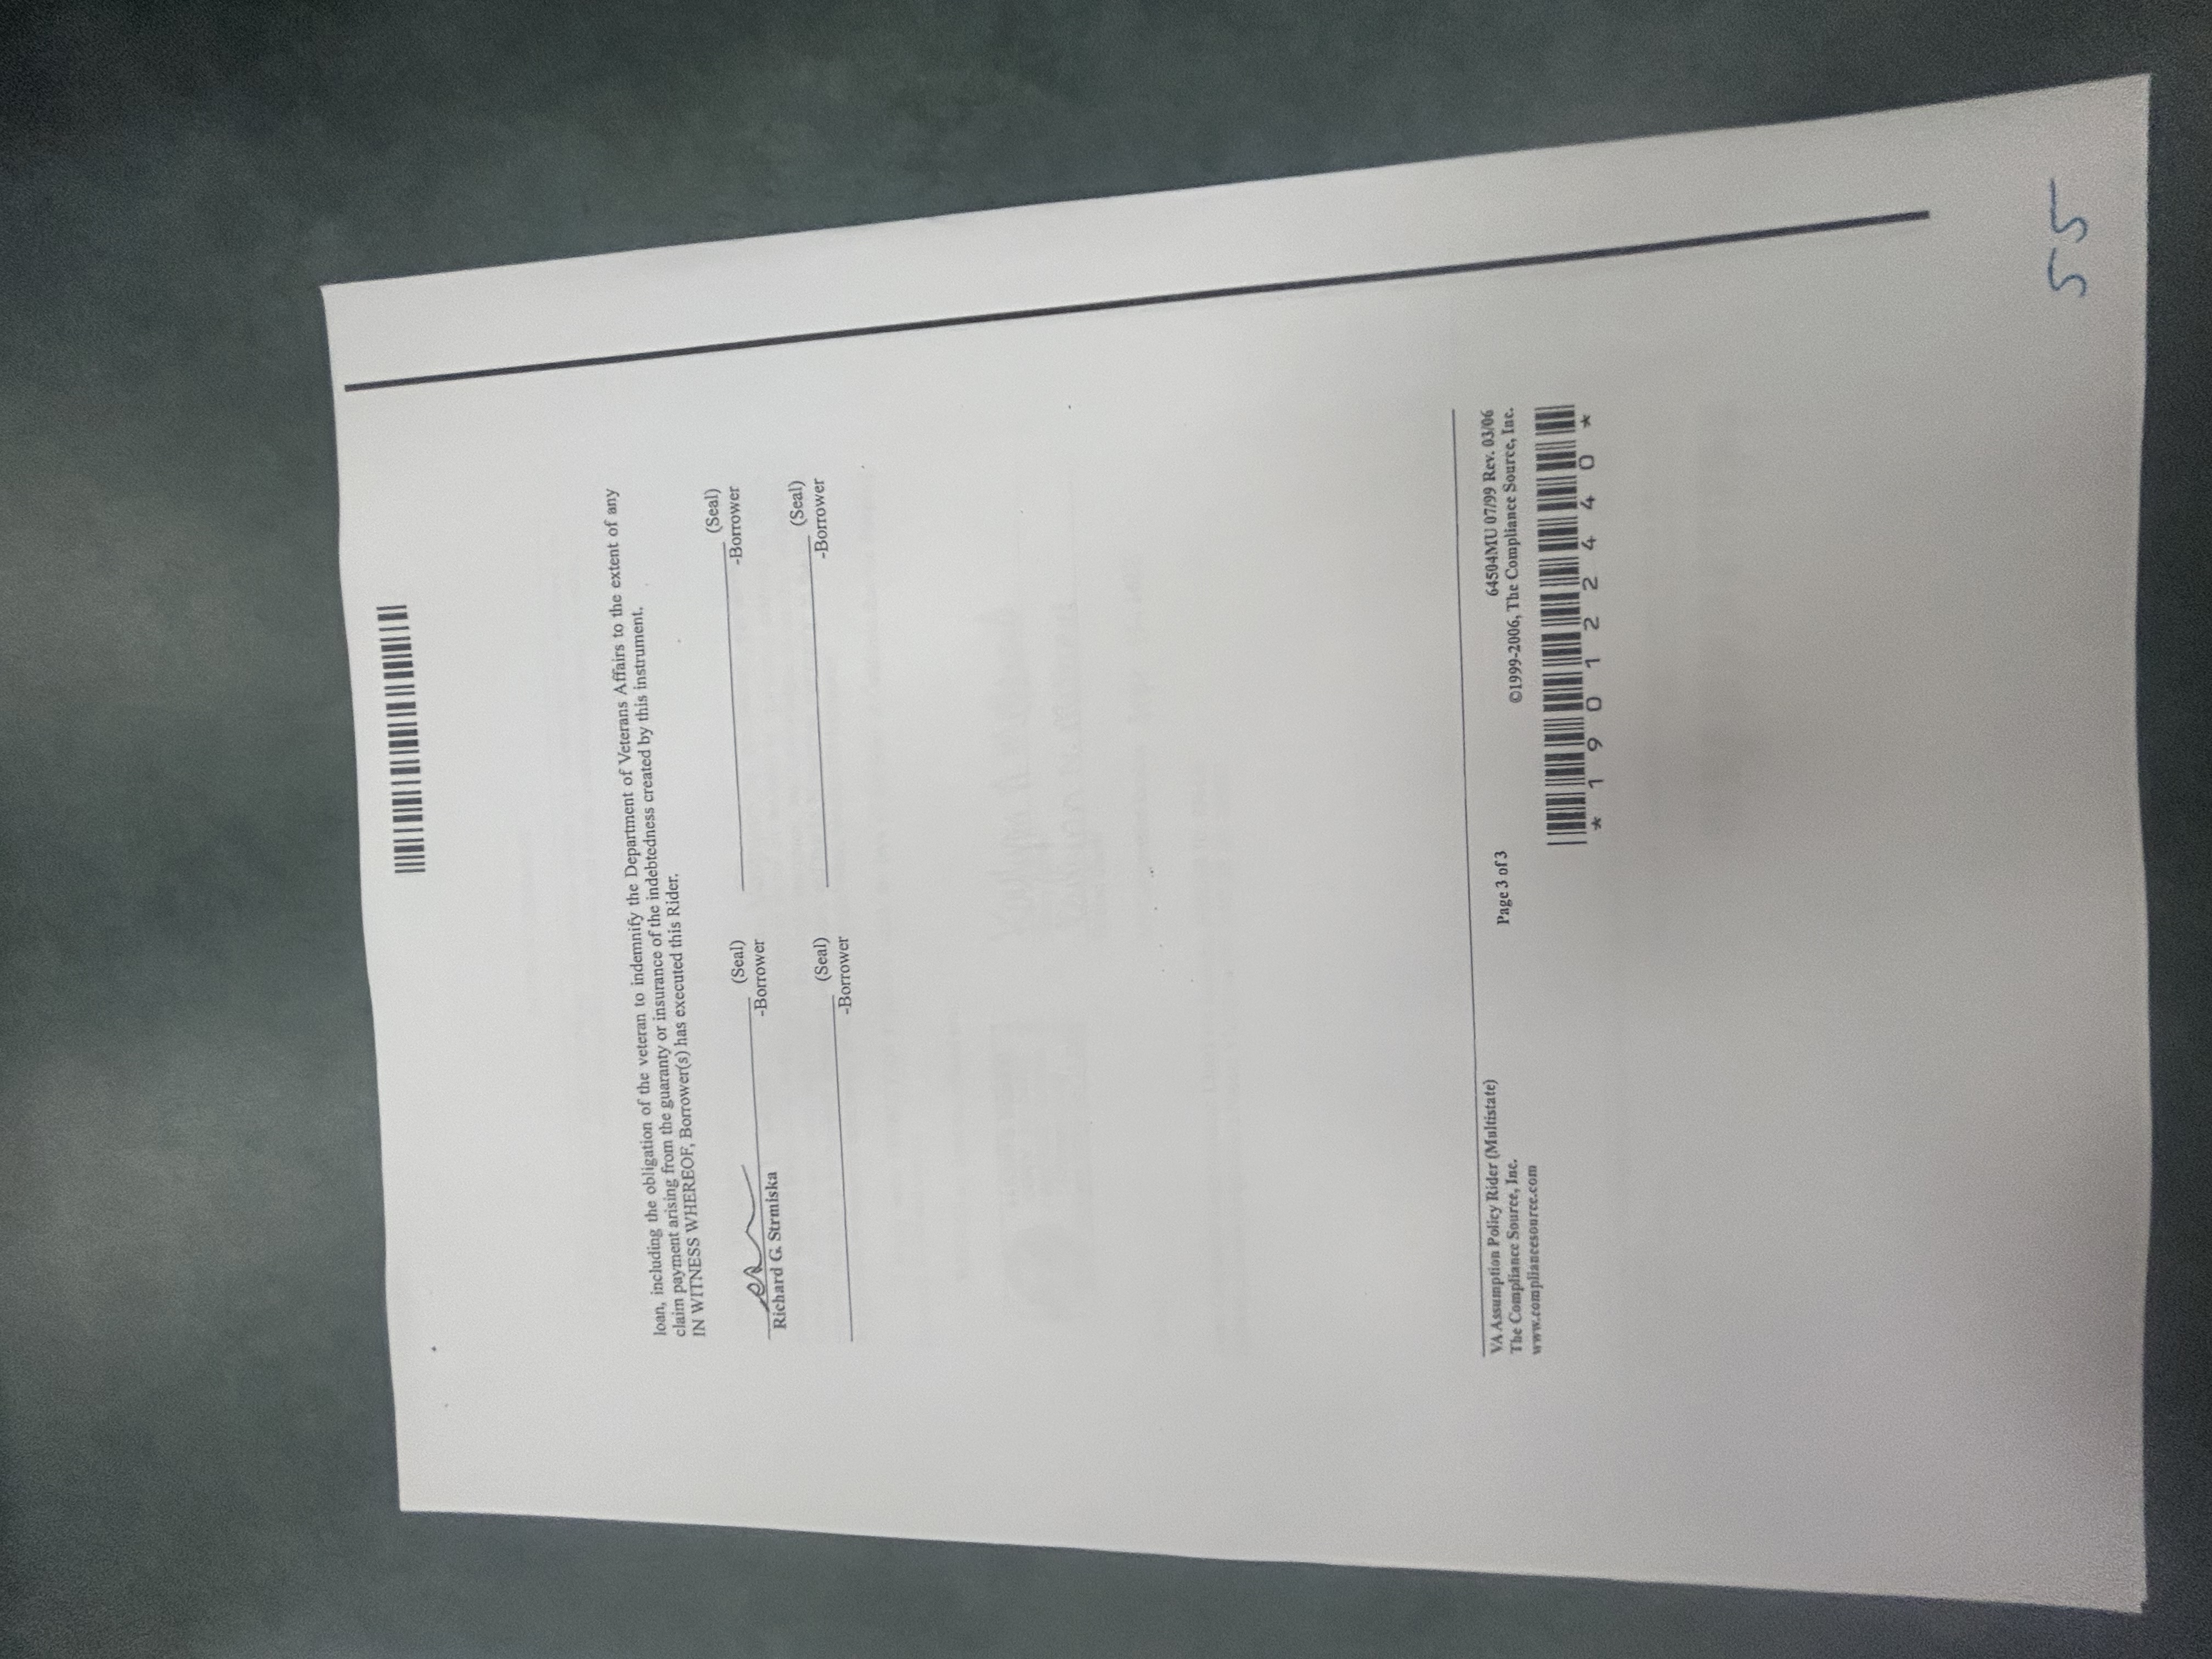 loan, including the obligation of the veteran to indemnify the Department of Veterans Affairs to the extent of any
claim payment arising from the guaranty or insurance of the indebtedness created by this instrument.
IN WITNESS WHEREOF, Borrower(s) has executed this Rider.
(Seal)
-Borrower
Richard G. Strmiska
(Seal)
-Borrower
(Seal)
-Borrower
(Seal)
-Borrower
VA Assumption Policy Rider (Multistate)
The Compliance Source, Inc.
www.compliancesource.com
Page 3 of 3
64504MU 07/99 Rev. 03/06
©1999-2006, The Compliance Source, Inc.
* 1 9 0 1 2 2 4 4 0 *
55